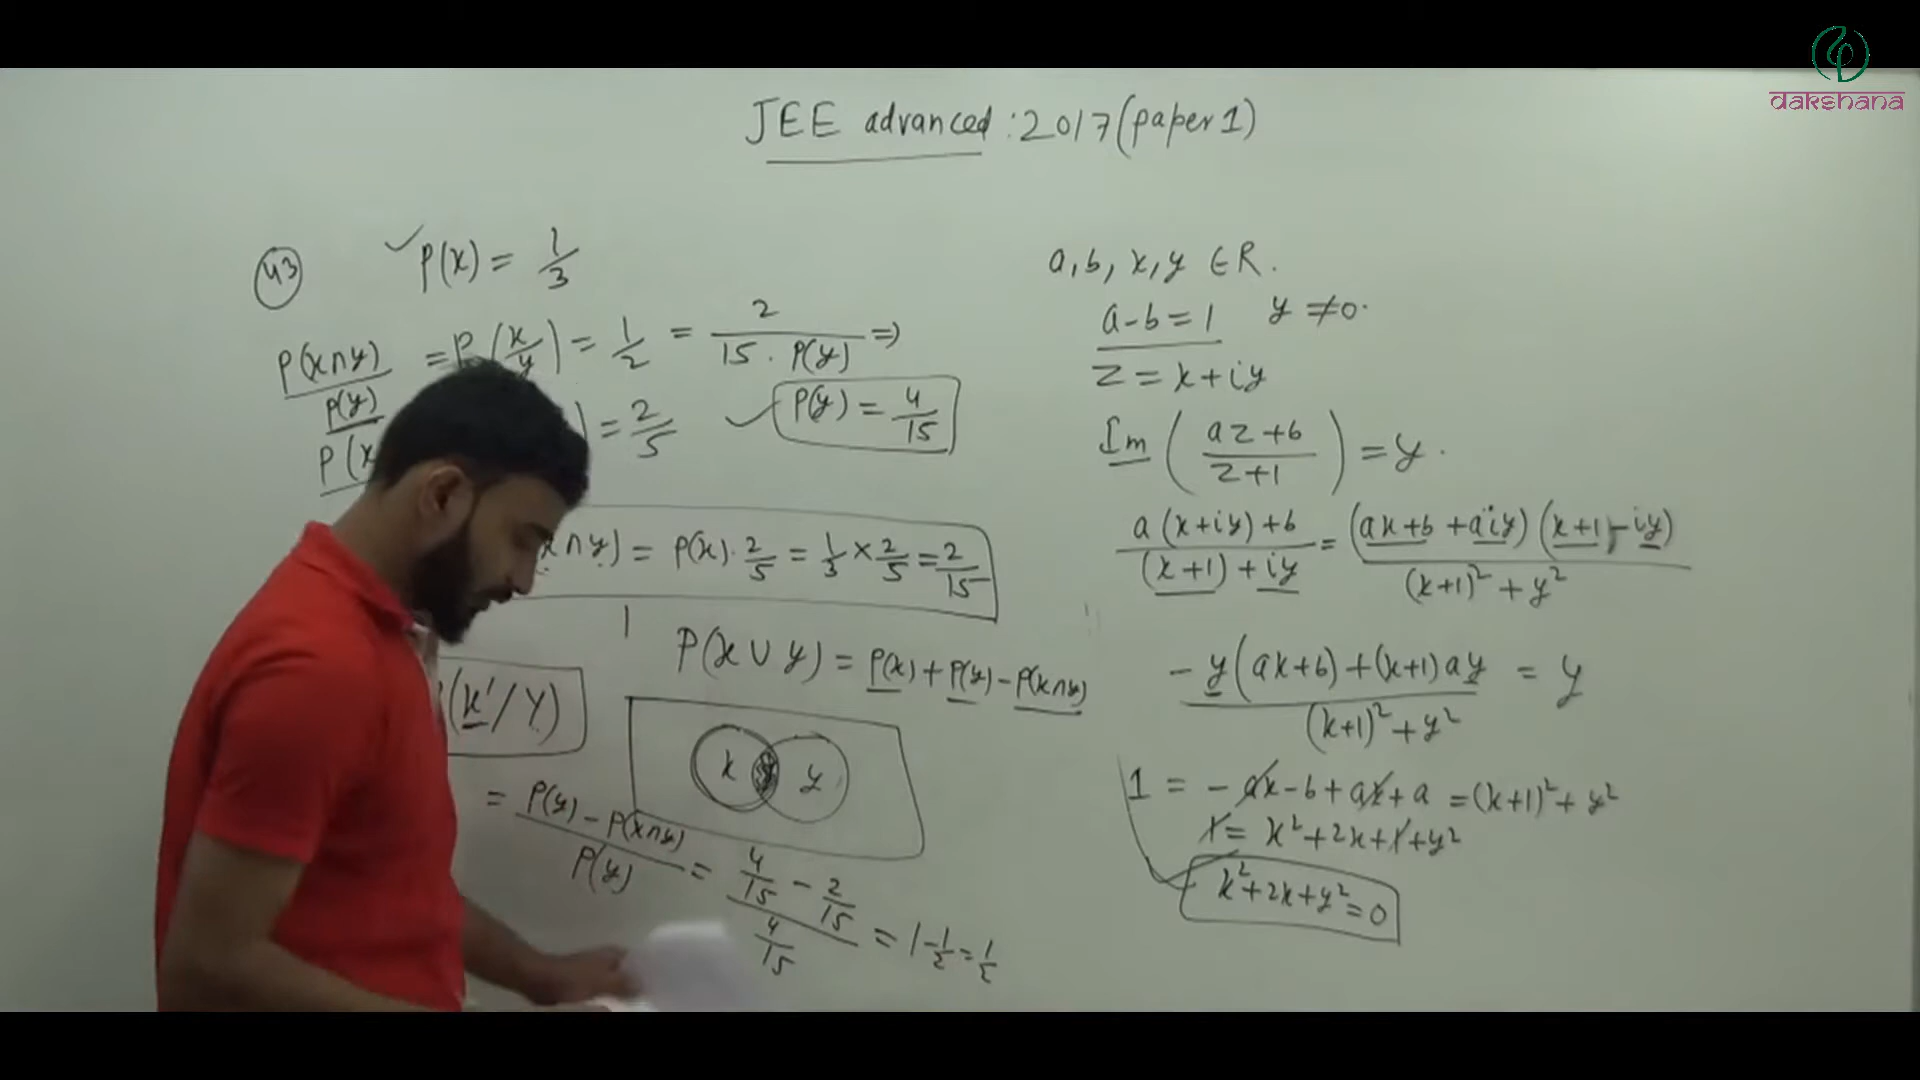 dakshana
JEE advanced : 2017 (paper 1)
43
P(x) = 1/3
P(x∩y)/P(y) = P(x/y) = 1/2 = 2/(15 · P(y)) ⇒
P(y) = 4/15
P(x
) = 2/5
x∩y) = P(x) · 2/5 = 1/3 × 2/5 = 2/15
P(x∪y) = P(x) + P(y) - P(x∩y)
(x'/Y)
x y
= (P(y) - P(x∩y))/P(y) = (4/15 - 2/15)/(4/15) = 1 - 1/2 = 1/2
a, b, x, y ∈ R.
a-b = 1 y ≠ 0.
z = x+iy
Im ((az+b)/(z+1)) = y.
(a(x+iy)+b)/((x+1)+iy) = (ax+b+aiy)(x+1-iy)/((x+1)²+y²)
(-y(ax+b)+(x+1)ay)/((x+1)²+y²) = y
1 = -ax-b+ax+a = (x+1)²+y²
1 = x²+2x+1+y²
x²+2x+y²=0